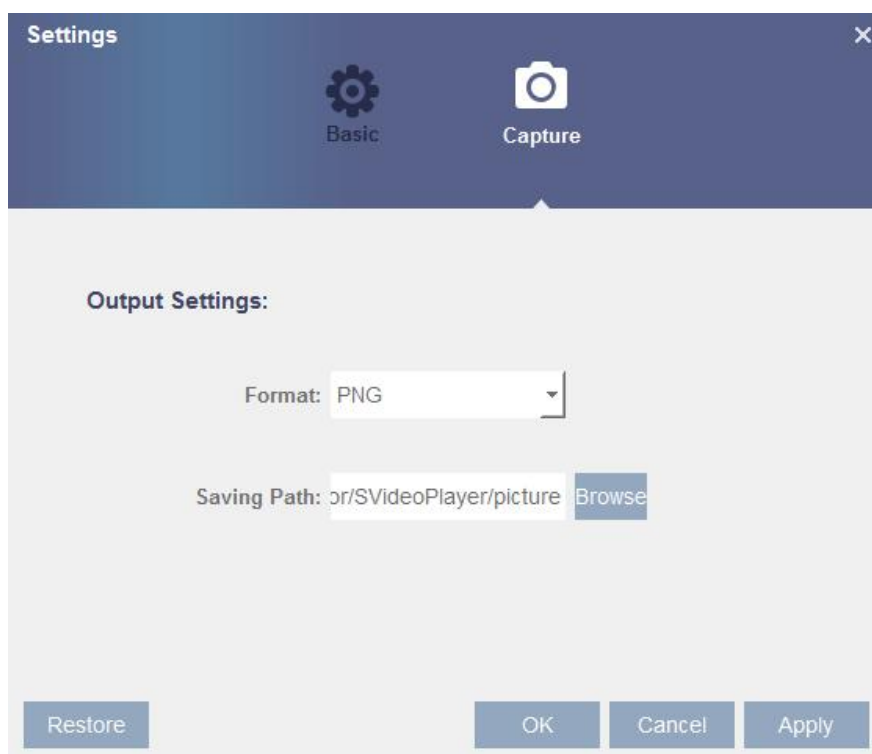 Settings
Basic
Capture
Output Settings:
Format: PNG
Saving Path: or/SVideoPlayer/picture Browse
Restore OK Cancel Apply